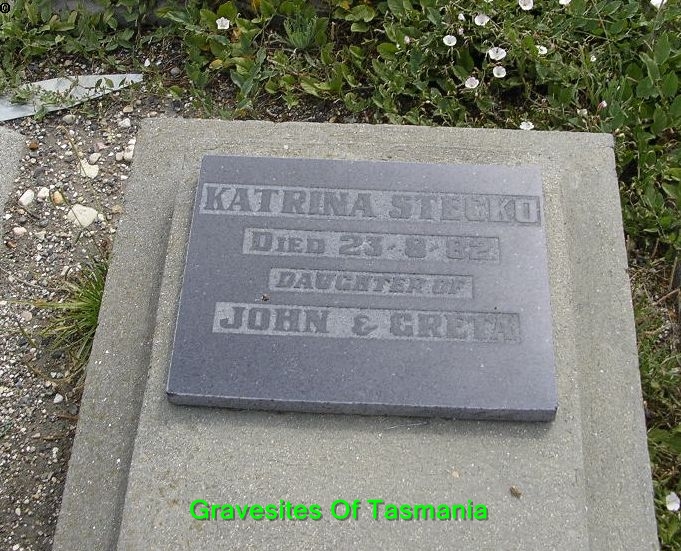 KATRINA STECKO
DIED 23-8-82
DAUGHTER OF
JOHN & GRETA
Gravesites Of Tasmania